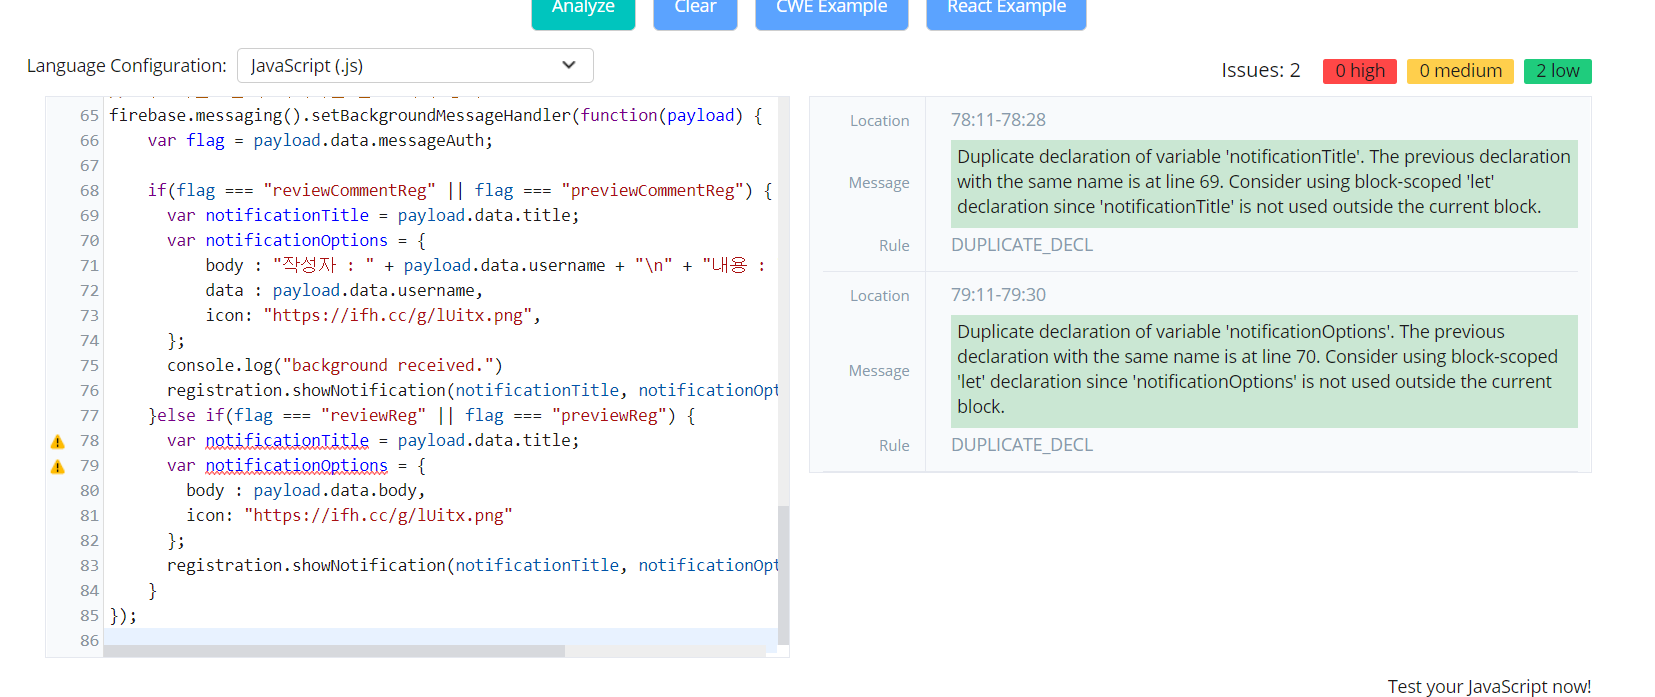 Analyze
Clear
CWE Example
React Example
Language Configuration:
JavaScript (.js)
Issues: 2
0 high
0 medium
2 low
65 firebase.messaging().setBackgroundMessageHandler(function(payload) {
66 var flag = payload.data.messageAuth;
67
68 if(flag === "reviewCommentReg" || flag === "previewCommentReg") {
69 var notificationTitle = payload.data.title;
70 var notificationOptions = {
71 body : "작성자 : " + payload.data.username + "\n" + "내용 :
72 data : payload.data.username,
73 icon: "https://ifh.cc/g/lUitx.png",
74 };
75 console.log("background received.")
76 registration.showNotification(notificationTitle, notificationOpt
77 }else if(flag === "reviewReg" || flag === "previewReg") {
78 var notificationTitle = payload.data.title;
79 var notificationOptions = {
80 body : payload.data.body,
81 icon: "https://ifh.cc/g/lUitx.png"
82 };
83 registration.showNotification(notificationTitle, notificationOpt
84 }
85 });
86
Location 78:11-78:28
Message
Duplicate declaration of variable 'notificationTitle'. The previous declaration
with the same name is at line 69. Consider using block-scoped 'let'
declaration since 'notificationTitle' is not used outside the current block.
Rule DUPLICATE_DECL
Location 79:11-79:30
Message
Duplicate declaration of variable 'notificationOptions'. The previous
declaration with the same name is at line 70. Consider using block-scoped
'let' declaration since 'notificationOptions' is not used outside the current
block.
Rule DUPLICATE_DECL
Test your JavaScript now!